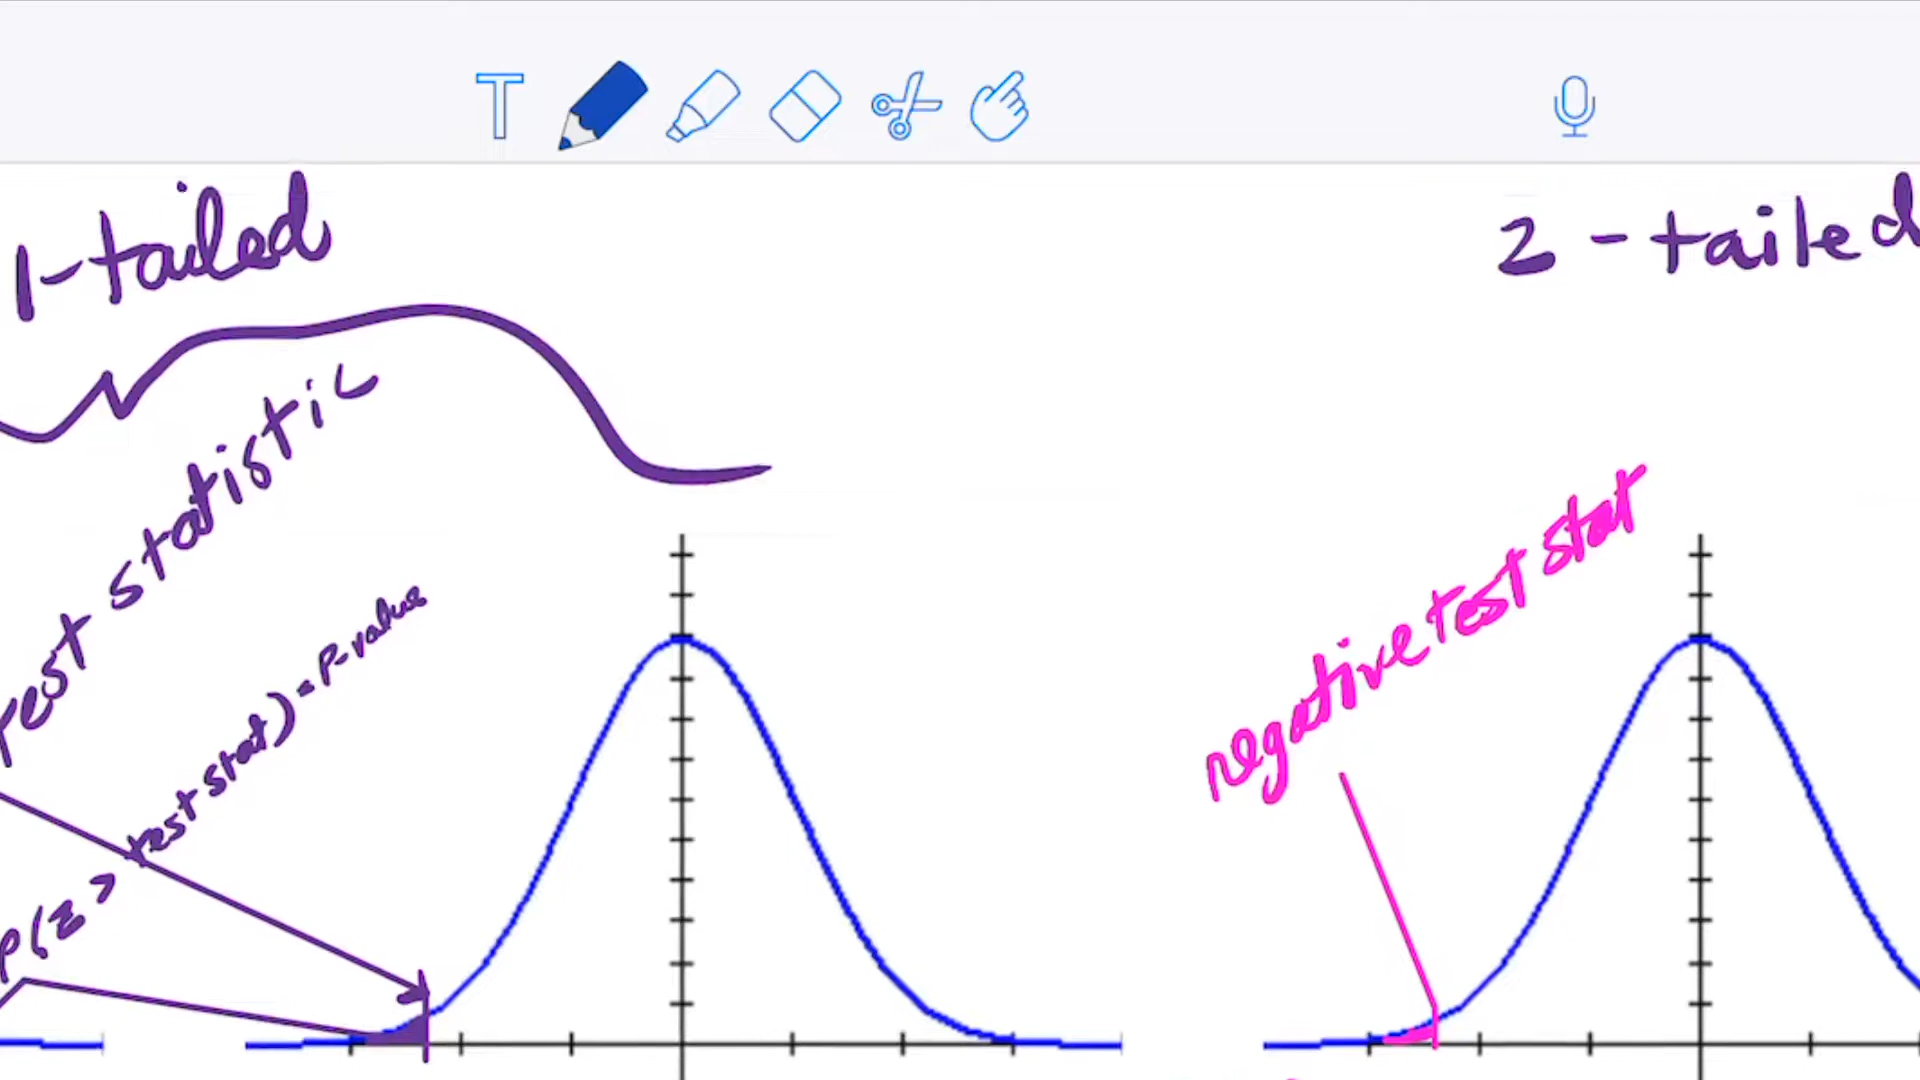 T
1-tailed
2-tailed
test statistic
P(z > test stat) = P-value
negative test stat